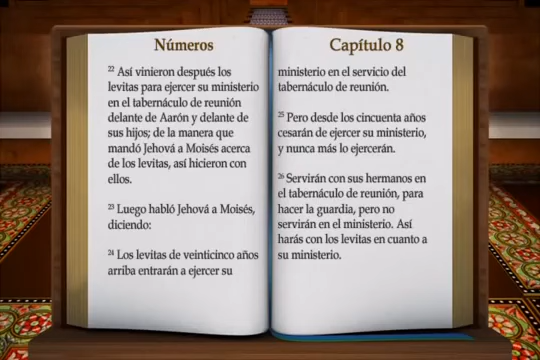 Números
22 Así vinieron después los
levitas para ejercer su ministerio
en el tabernáculo de reunión
delante de Aarón y delante de
sus hijos; de la manera que
mandó Jehová a Moisés acerca
de los levitas, así hicieron con
ellos.
23 Luego habló Jehová a Moisés,
diciendo:
24 Los levitas de veinticinco años
arriba entrarán a ejercer su
Capítulo 8
ministerio en el servicio del
tabernáculo de reunión.
25 Pero desde los cincuenta años
cesarán de ejercer su ministerio,
y nunca más lo ejercerán.
26 Servirán con sus hermanos en
el tabernáculo de reunión, para
hacer la guardia, pero no
servirán en el ministerio. Así
harás con los levitas en cuanto a
su ministerio.